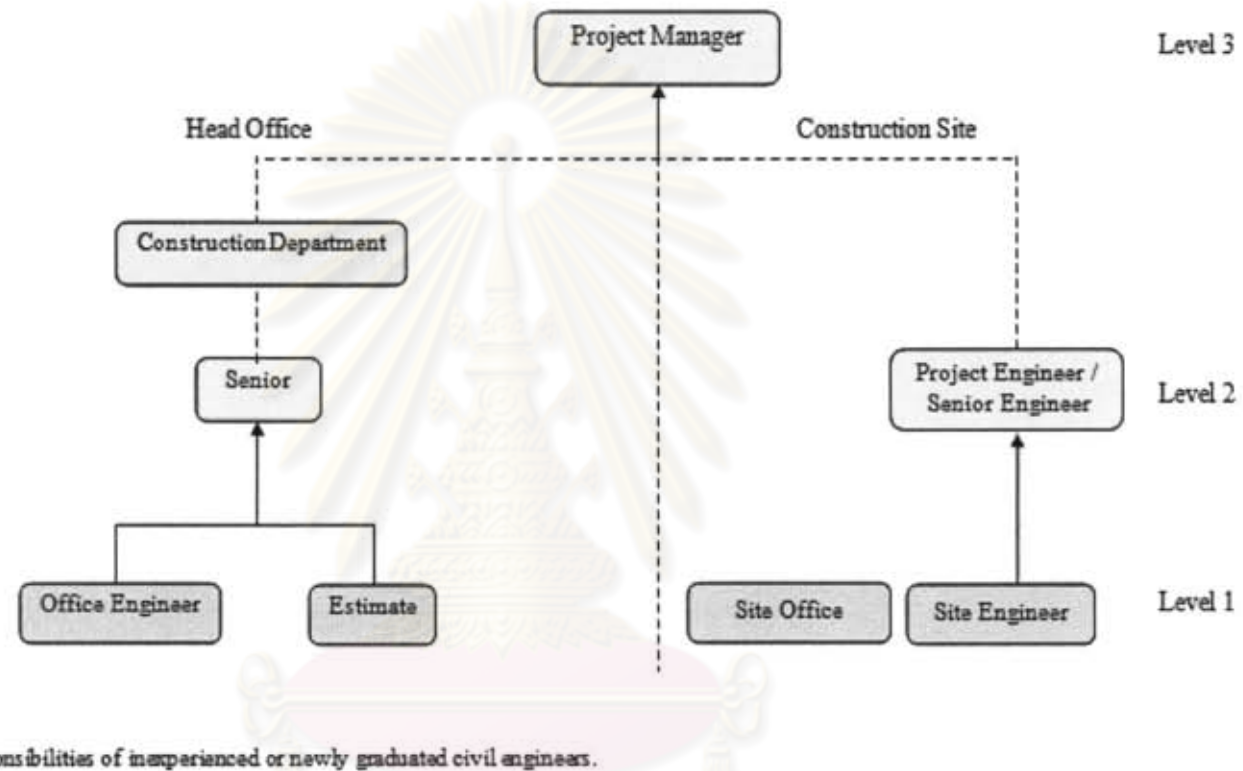 Project Manager
Level 3
Head Office
Construction Site
Construction Department
Senior
Project Engineer /
Senior Engineer
Level 2
Office Engineer
Estimate
Site Office
Site Engineer
Level 1
onsibilities of inexperienced or newly graduated civil engineers.